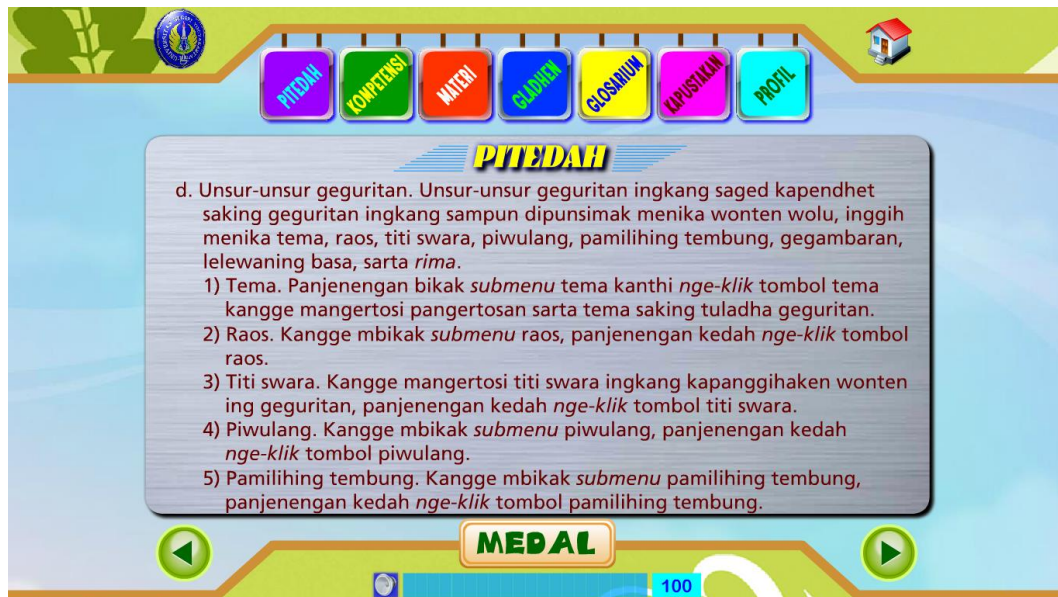 PITEDAH
KOMPETENSI
MATERI
GLADHEN
GLOSARIUM
KAPUSTAKAN
PROFIL
PITEDAH
d. Unsur-unsur geguritan. Unsur-unsur geguritan ingkang saged kapendhet
saking geguritan ingkang sampun dipunsimak menika wonten wolu, inggih
menika tema, raos, titi swara, piwulang, pamilihing tembung, gegambaran,
lelewaning basa, sarta rima.
1) Tema. Panjenengan bikak submenu tema kanthi nge-klik tombol tema
kangge mangertosi pangertosan sarta tema saking tuladha geguritan.
2) Raos. Kangge mbikak submenu raos, panjenengan kedah nge-klik tombol
raos.
3) Titi swara. Kangge mangertosi titi swara ingkang kapanggihaken wonten
ing geguritan, panjenengan kedah nge-klik tombol titi swara.
4) Piwulang. Kangge mbikak submenu piwulang, panjenengan kedah
nge-klik tombol piwulang.
5) Pamilihing tembung. Kangge mbikak submenu pamilihing tembung,
panjenengan kedah nge-klik tombol pamilihing tembung.
MEDAL
100